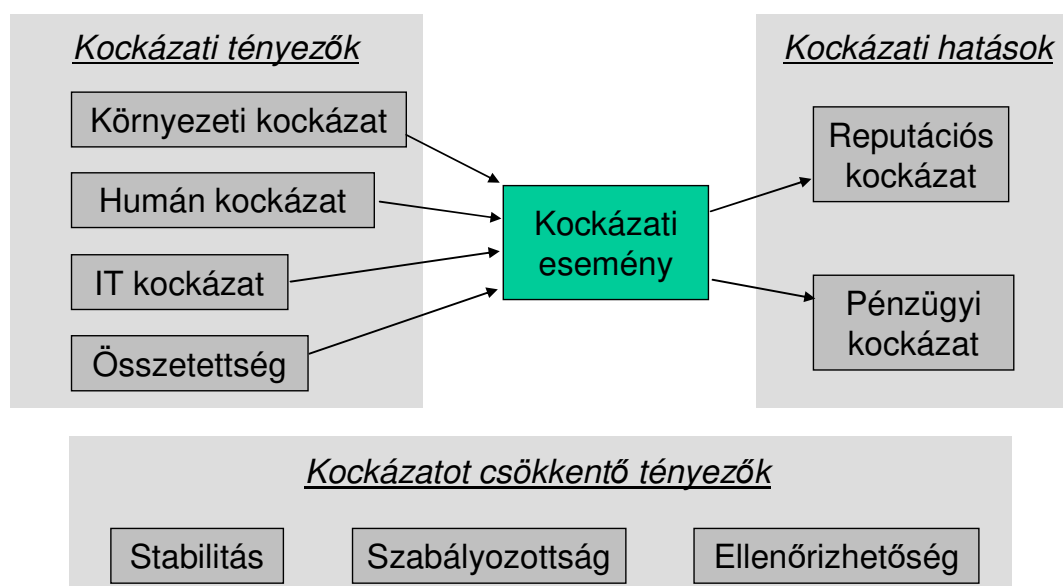 Kockázati tényezők
Környezeti kockázat
Humán kockázat
IT kockázat
Összetettség
Kockázati
esemény
Kockázati hatások
Reputációs
kockázat
Pénzügyi
kockázat
Kockázatot csökkentő tényezők
Stabilitás
Szabályozottság
Ellenőrizhetőség